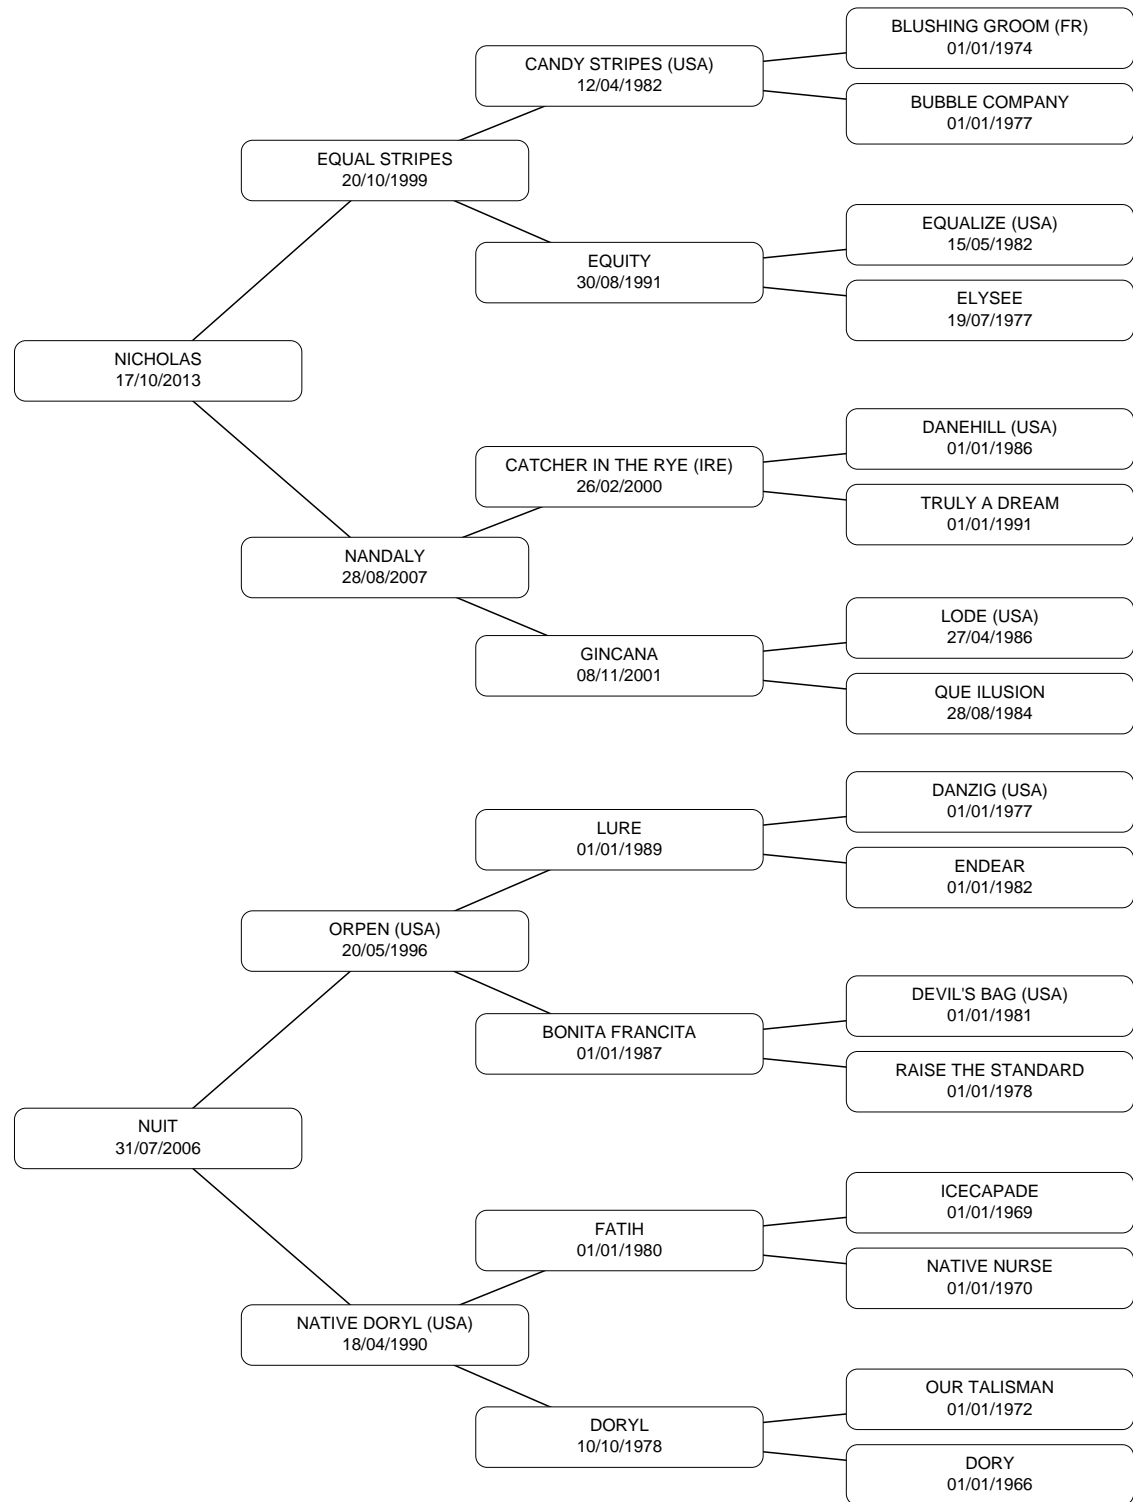 BLUSHING GROOM (FR)
01/01/1974
CANDY STRIPES (USA)
12/04/1982
BUBBLE COMPANY
01/01/1977
EQUAL STRIPES
20/10/1999
EQUALIZE (USA)
15/05/1982
EQUITY
30/08/1991
ELYSEE
19/07/1977
NICHOLAS
17/10/2013
DANEHILL (USA)
01/01/1986
CATCHER IN THE RYE (IRE)
26/02/2000
TRULY A DREAM
01/01/1991
NANDALY
28/08/2007
LODE (USA)
27/04/1986
GINCANA
08/11/2001
QUE ILUSION
28/08/1984
DANZIG (USA)
01/01/1977
LURE
01/01/1989
ENDEAR
01/01/1982
ORPEN (USA)
20/05/1996
DEVIL'S BAG (USA)
01/01/1981
BONITA FRANCITA
01/01/1987
RAISE THE STANDARD
01/01/1978
NUIT
31/07/2006
ICECAPADE
01/01/1969
FATIH
01/01/1980
NATIVE NURSE
01/01/1970
NATIVE DORYL (USA)
18/04/1990
OUR TALISMAN
01/01/1972
DORYL
10/10/1978
DORY
01/01/1966